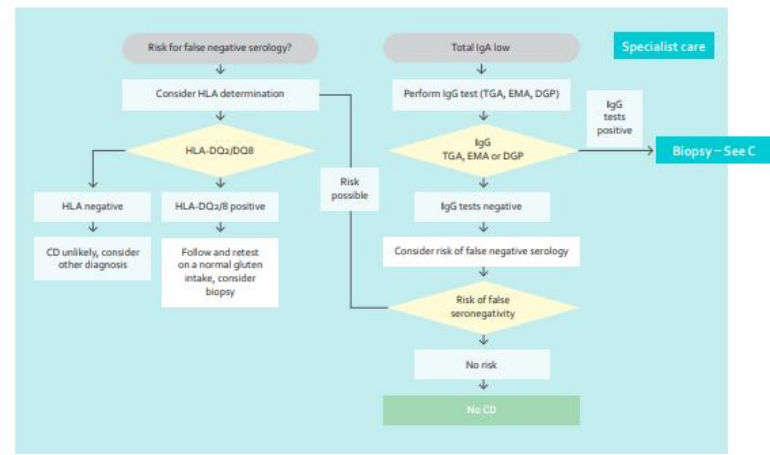 Risk for false negative serology?
Total IgA low
Specialist care
Consider HLA determination
Perform IgG test (TGA, EMA, DGP)
IgG
tests
positive
HLA-DQ2/DQ8
IgG
TGA, EMA or DGP
Biopsy – See C
Risk
possible
HLA negative
HLA-DQ2/8 positive
IgG tests negative
CD unlikely, consider
other diagnosis
Follow and retest
on a normal gluten
intake, consider
biopsy
Consider risk of false negative serology
Risk of false
seronegativity
No risk
No CD